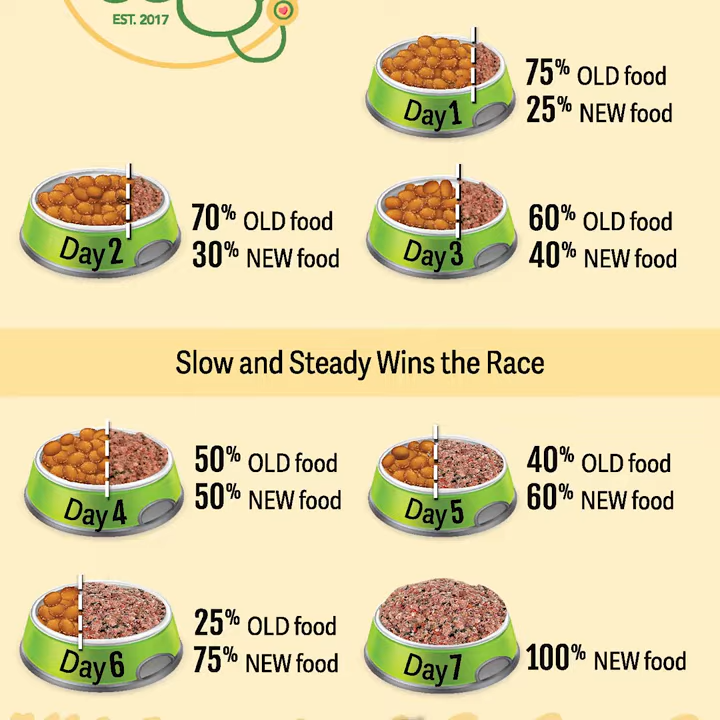 EST. 2017
Day 1
75% OLD food
25% NEW food
Day 2
70% OLD food
30% NEW food
Day 3
60% OLD food
40% NEW food
Slow and Steady Wins the Race
Day 4
50% OLD food
50% NEW food
Day 5
40% OLD food
60% NEW food
Day 6
25% OLD food
75% NEW food
Day 7
100% NEW food